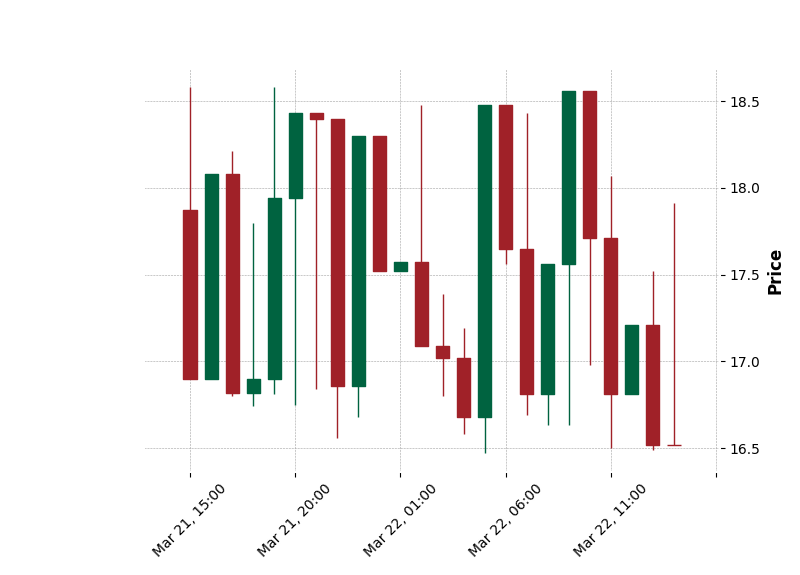 18.5
18.0
17.5
17.0
16.5
Price
Mar 21, 15:00
Mar 21, 20:00
Mar 22, 01:00
Mar 22, 06:00
Mar 22, 11:00